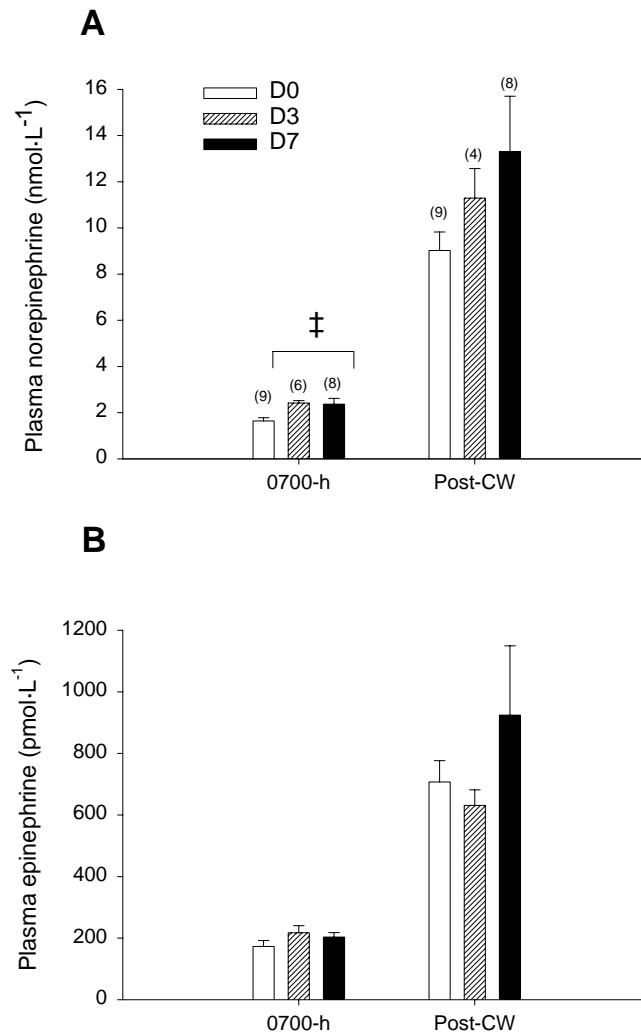 A
Plasma norepinephrine (nmol·L-1)
16
14
12
10
8
6
4
2
0
D0
D3
D7
(9)
(6)
(8)
‡
(9)
(4)
(8)
0700-h
Post-CW
B
Plasma epinephrine (pmol·L-1)
1200
1000
800
600
400
200
0
0700-h
Post-CW